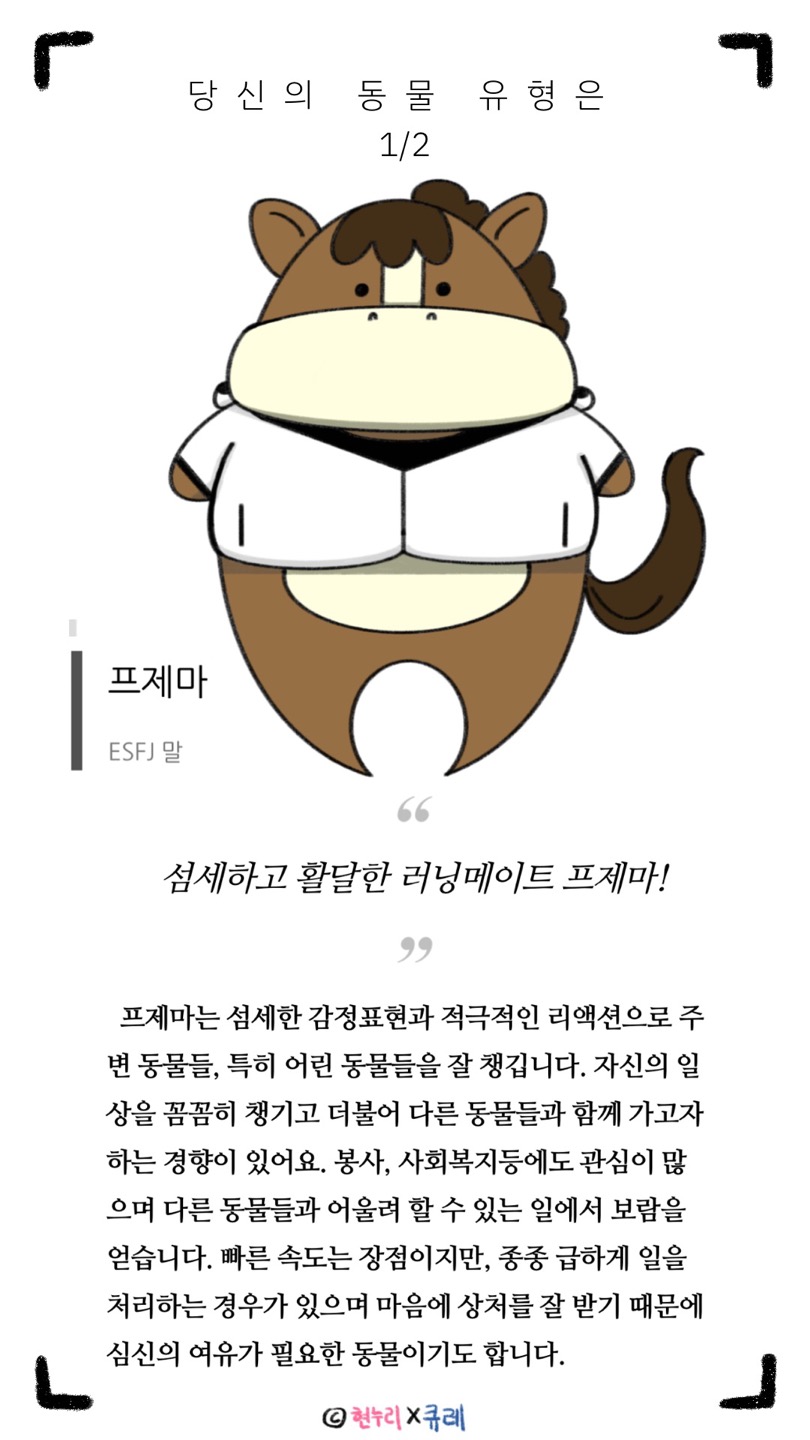 당신의 동물 유형은
1/2
프제마
ESFJ 말
“
섬세하고 활달한 러닝메이트 프제마!
”
프제마는 섬세한 감정표현과 적극적인 리액션으로 주
변 동물들, 특히 어린 동물들을 잘 챙깁니다. 자신의 일
상을 꼼꼼히 챙기고 더불어 다른 동물들과 함께 가고자
하는 경향이 있어요. 봉사, 사회복지등에도 관심이 많
으며 다른 동물들과 어울려 할 수 있는 일에서 보람을
얻습니다. 빠른 속도는 장점이지만, 종종 급하게 일을
처리하는 경우가 있으며 마음에 상처를 잘 받기 때문에
심신의 여유가 필요한 동물이기도 합니다.
©현누리X큐레